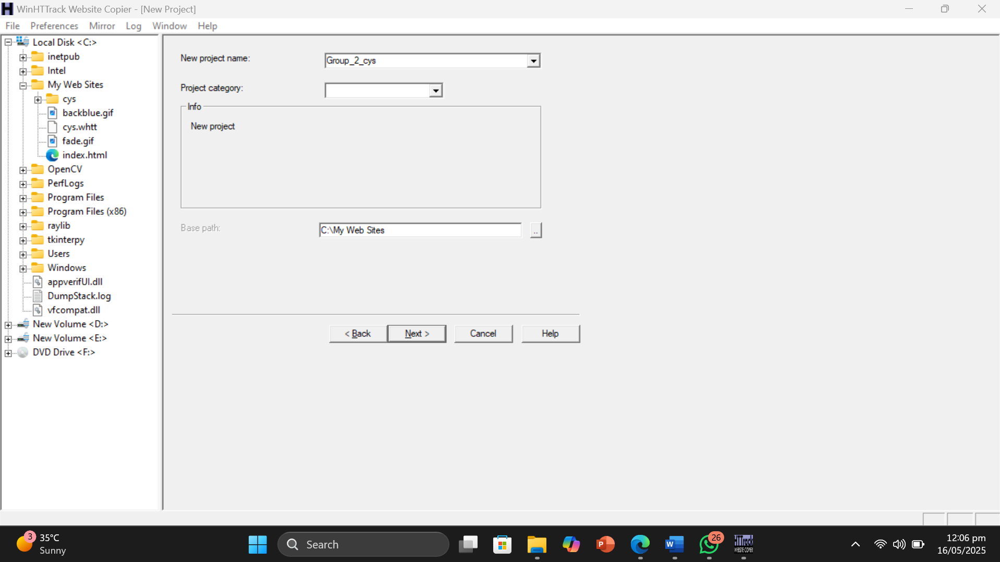 WinHTTrack Website Copier - [New Project]
File Preferences Mirror Log Window Help
Local Disk <C:>
inetpub
Intel
My Web Sites
cys
backblue.gif
cys.whtt
fade.gif
index.html
OpenCV
PerfLogs
Program Files
Program Files (x86)
raylib
tkinterpy
Users
Windows
appverifUI.dll
DumpStack.log
vfcompat.dll
New Volume <D:>
New Volume <E:>
DVD Drive <F:>
New project name:
Group_2_cys
Project category:
Info
New project
Base path:
C:\My Web Sites
..
< Back
Next >
Cancel
Help
3
35°C
Sunny
Search
P
W
26
HTTrack
WEBSITE COPIER
12:06 pm
16/05/2025